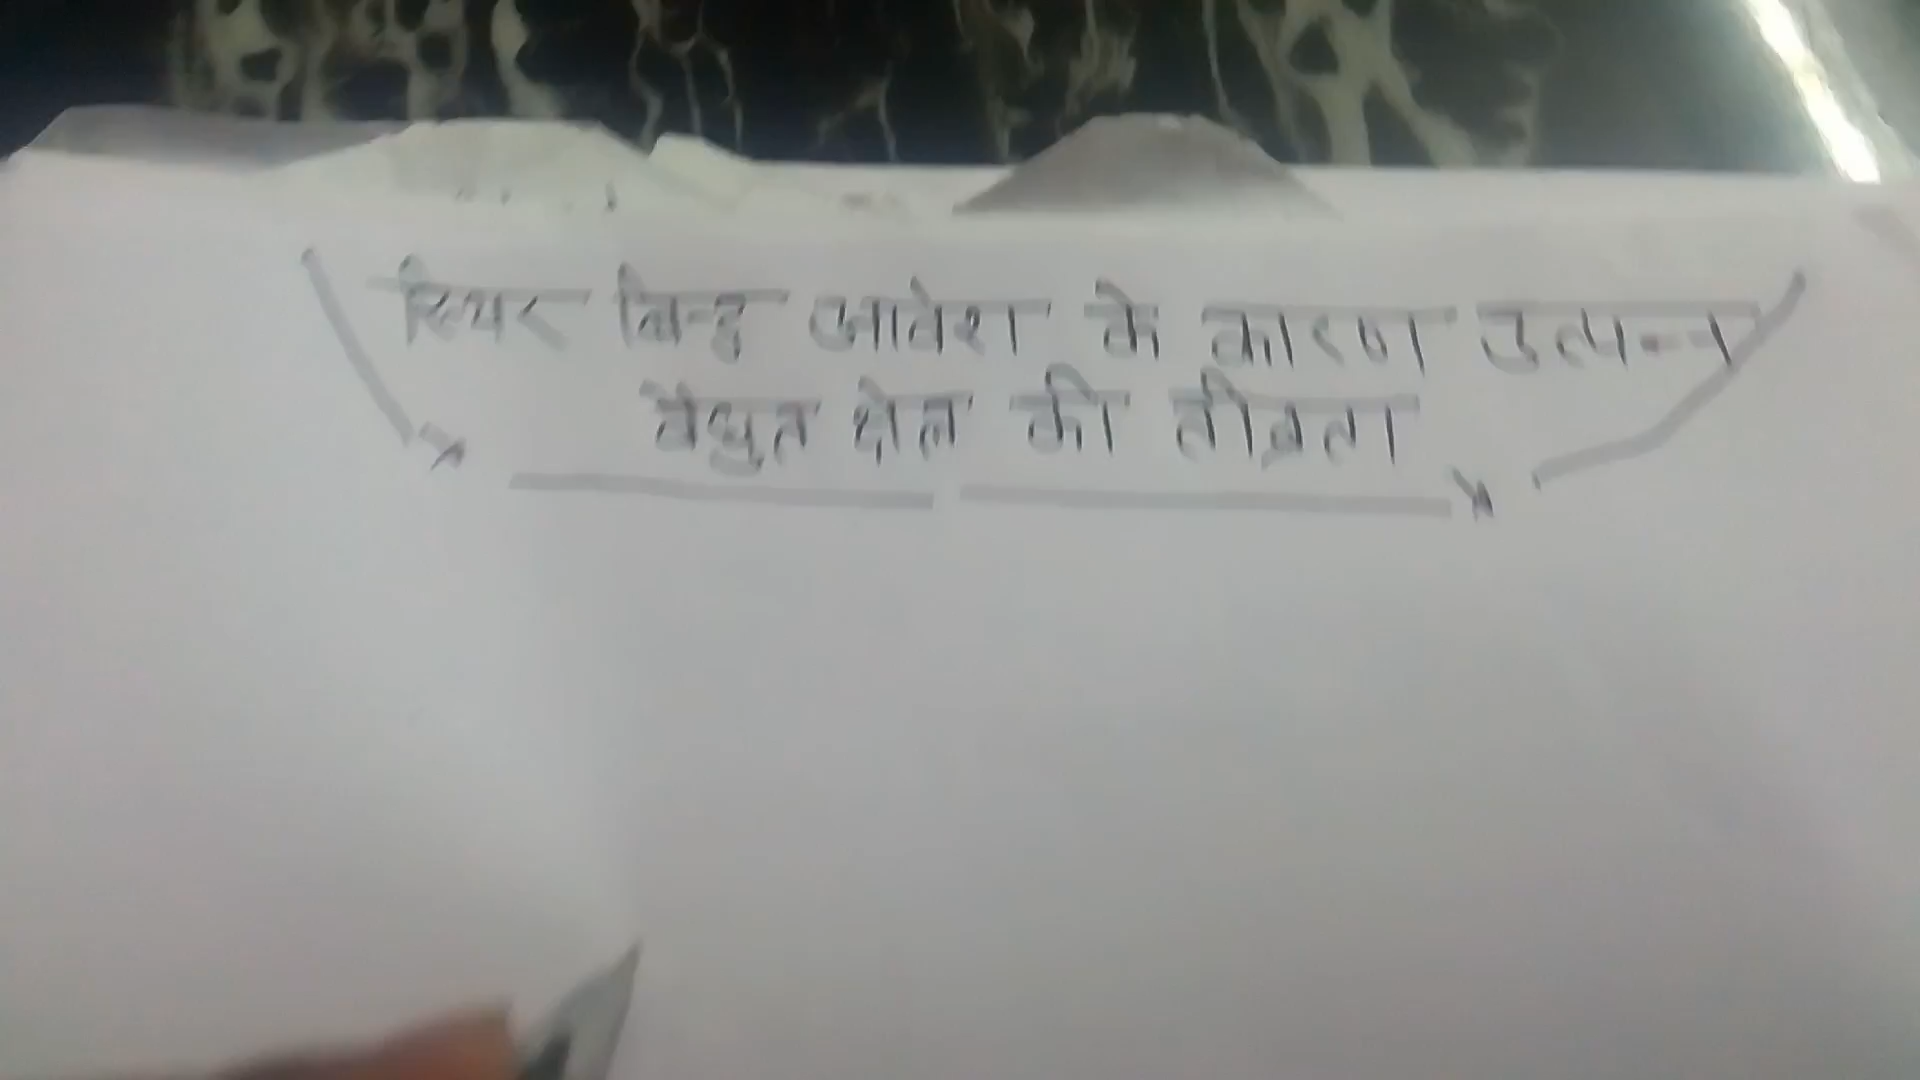 स्थिर बिन्दु आवेश के कारण उत्पन्न
वैधुत क्षेत्र की तीव्रता